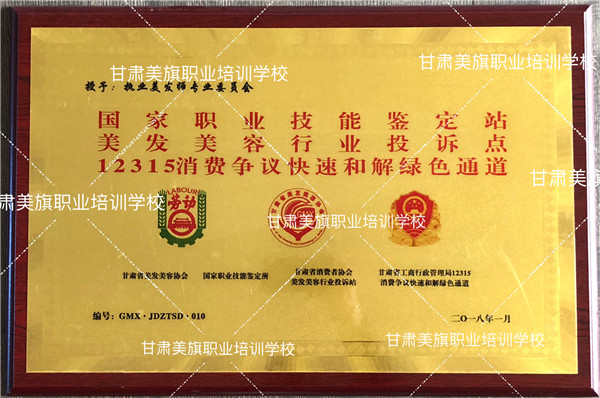 授予：执业美发师专业委员会
国家职业技能鉴定站
美发美容行业投诉点
12315消费争议快速和解绿色通道
LABOUR
劳动
甘肃省美发美容协会
国家职业技能鉴定所
甘肃省消费者协会
美发美容行业投诉站
甘肃省工商行政管理局12315
消费争议快速和解绿色通道
编号：GMX·JDZTSD·010
二〇一八年一月
甘肃美旗职业培训学校
甘肃美旗职业培训学校
肃美旗职业培训学校
甘肃美旗职业培训学校
甘肃美旗职业
甘肃美旗职业培训学校
甘肃美旗职业培训学校